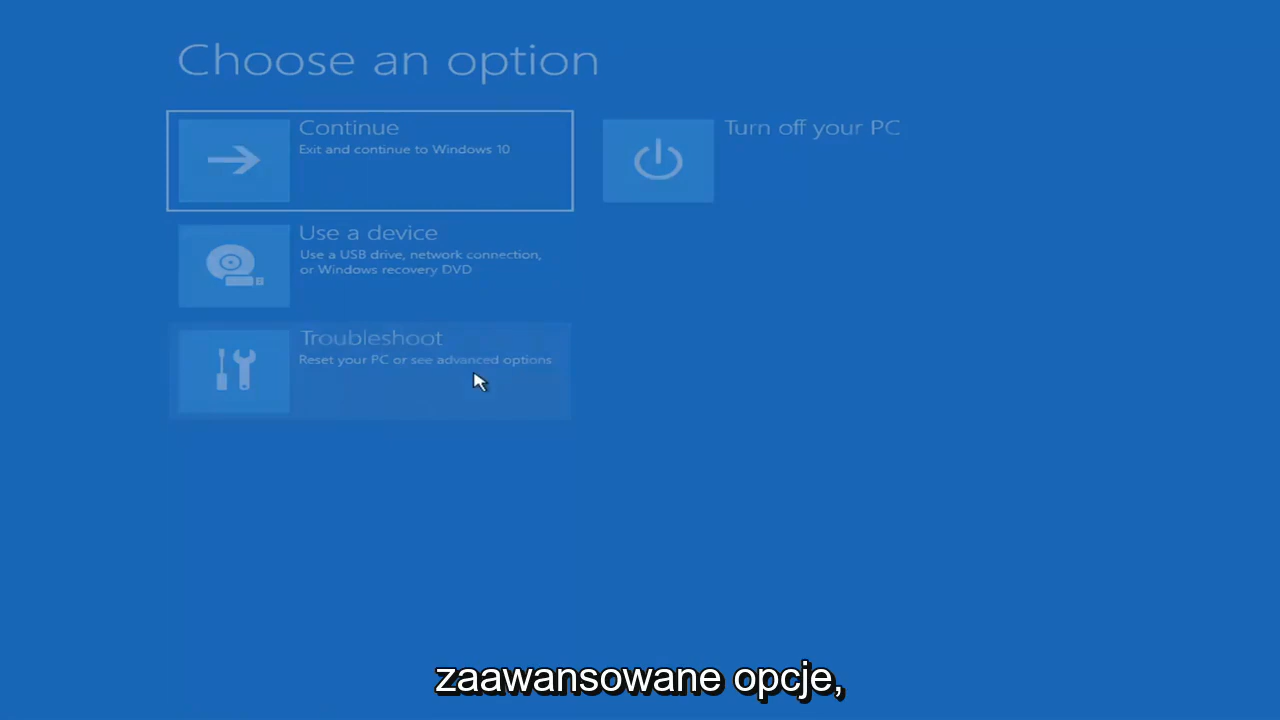 Choose an option
Continue
Exit and continue to Windows 10
Turn off your PC
Use a device
Use a USB drive, network connection,
or Windows recovery DVD
Troubleshoot
Reset your PC or see advanced options
zaawansowane opcje,